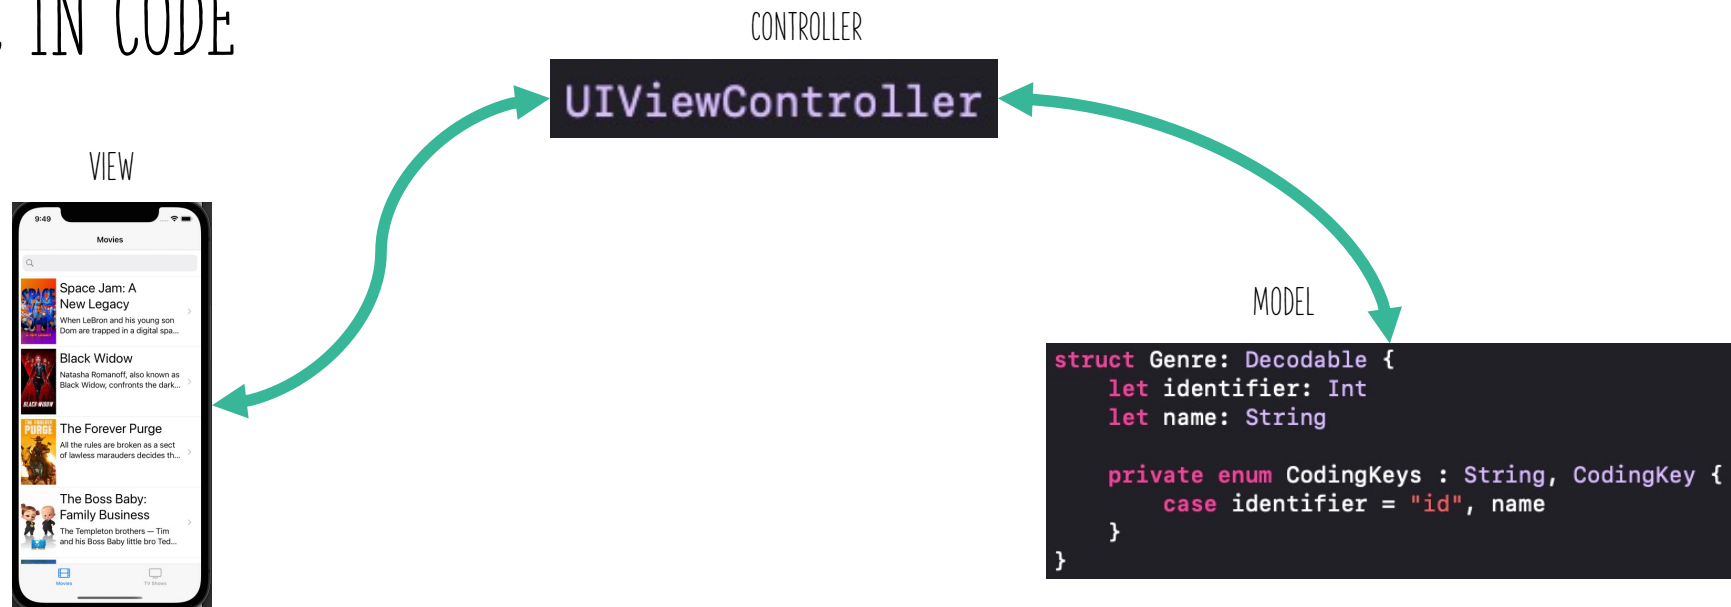 IN CODE
CONTROLLER
UIViewController
VIEW
9:49
Movies
Space Jam: A
New Legacy
When LeBron and his young son
Dom are trapped in a digital spa...
Black Widow
Natasha Romanoff, also known as
Black Widow, confronts the dark...
BLACK WIDOW
The Forever Purge
All the rules are broken as a sect
of lawless marauders decides th...
The Boss Baby:
Family Business
The Templeton brothers — Tim
and his Boss Baby little bro Ted...
Movies
TV Shows
MODEL
struct Genre: Decodable {
    let identifier: Int
    let name: String
    private enum CodingKeys : String, CodingKey {
        case identifier = "id", name
    }
}